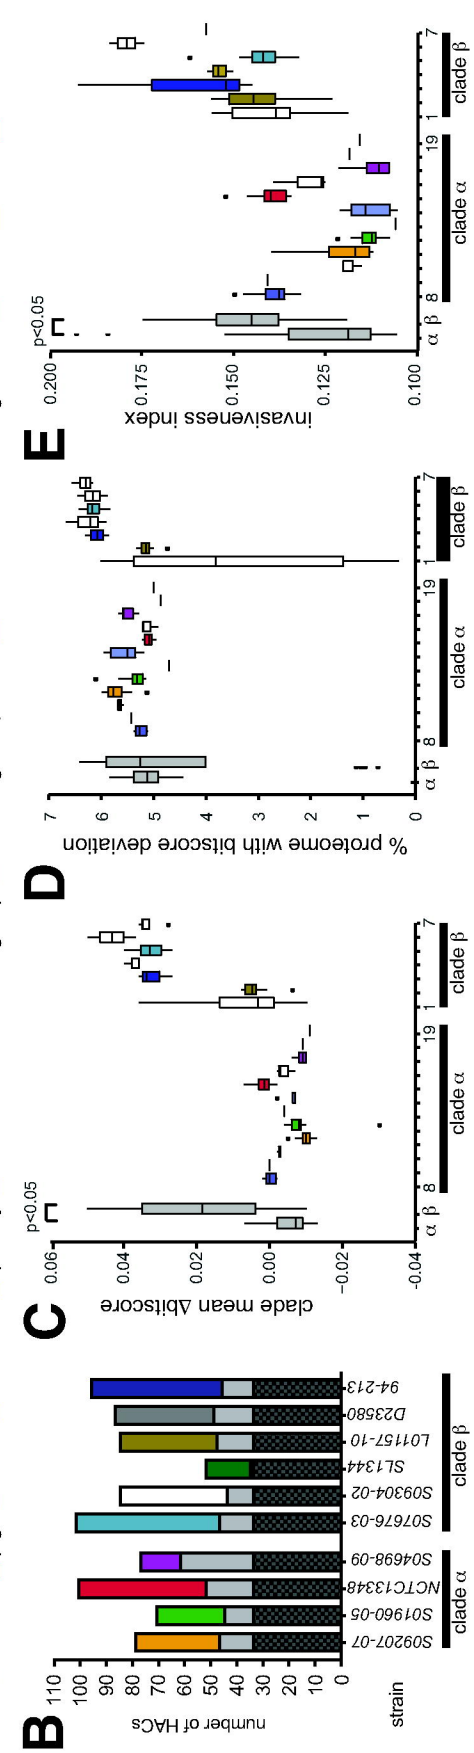 B
number of HACs
110
100
90
80
70
60
50
40
30
20
10
0
strain
S09207-07
S01960-05
NCTC13348
S04698-09
S07676-03
S09304-02
SL1344
L01157-10
D23580
94-213
clade α
clade β
C
clade mean Δbitscore
0.06
0.04
0.02
0.00
-0.02
-0.04
p<0.05
α β
8
19
1
7
clade α
clade β
D
% proteome with bitscore deviation
7
6
5
4
3
2
1
0
α β
8
19
1
7
clade α
clade β
E
invasiveness index
0.200
0.175
0.150
0.125
0.100
p<0.05
α β
8
19
1
7
clade α
clade β